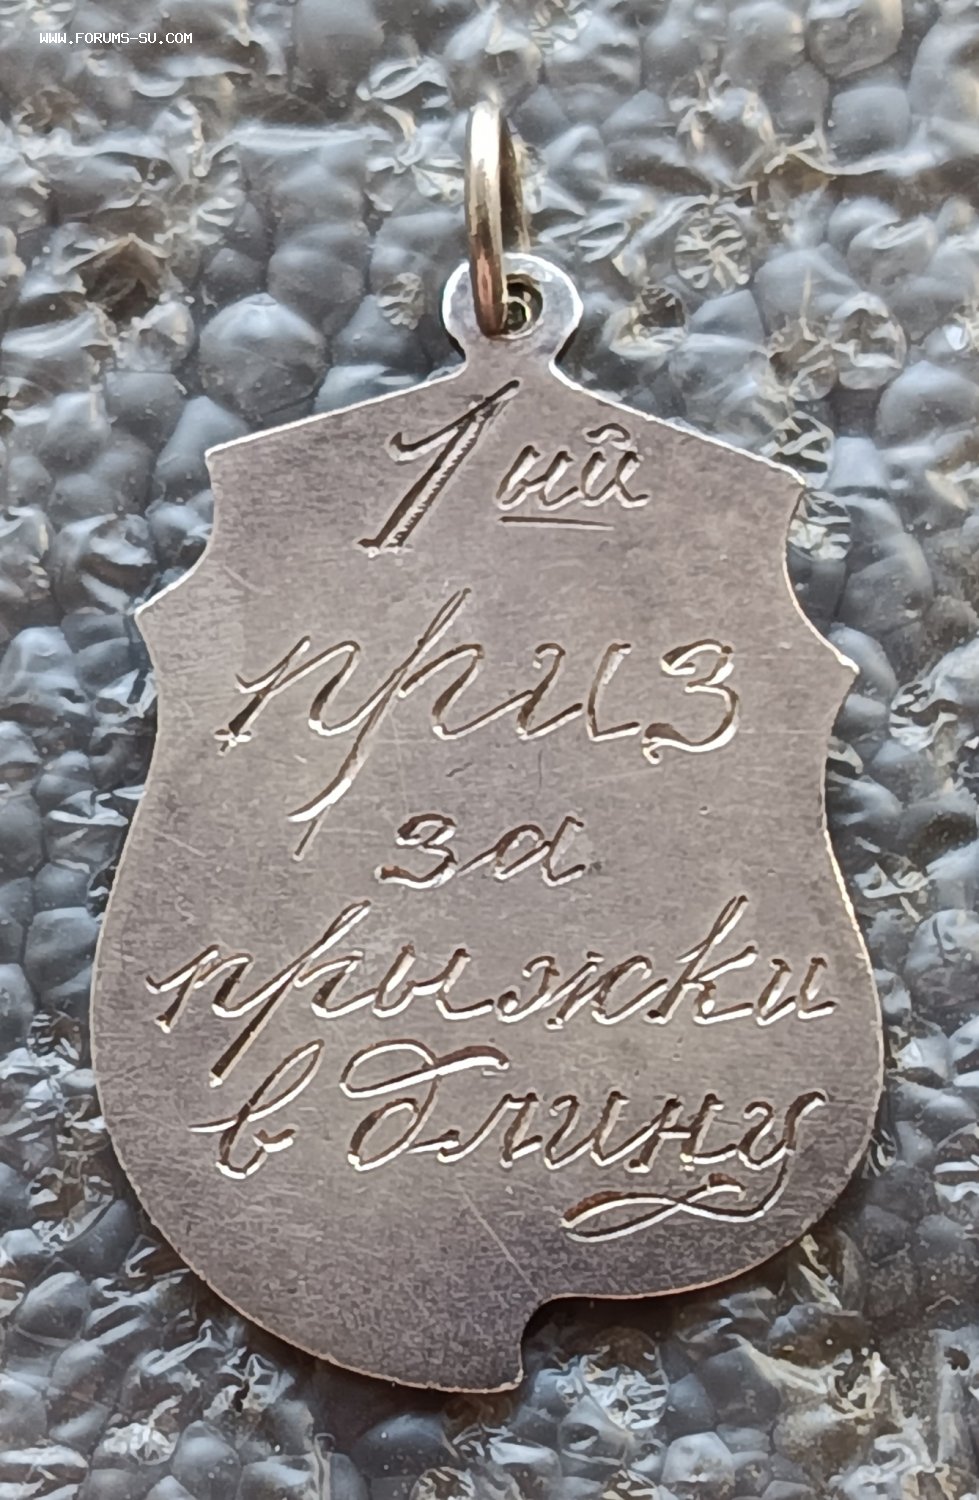 WWW.FORUMS-SU.COM
1ый
приз
за
прыжки
в длину